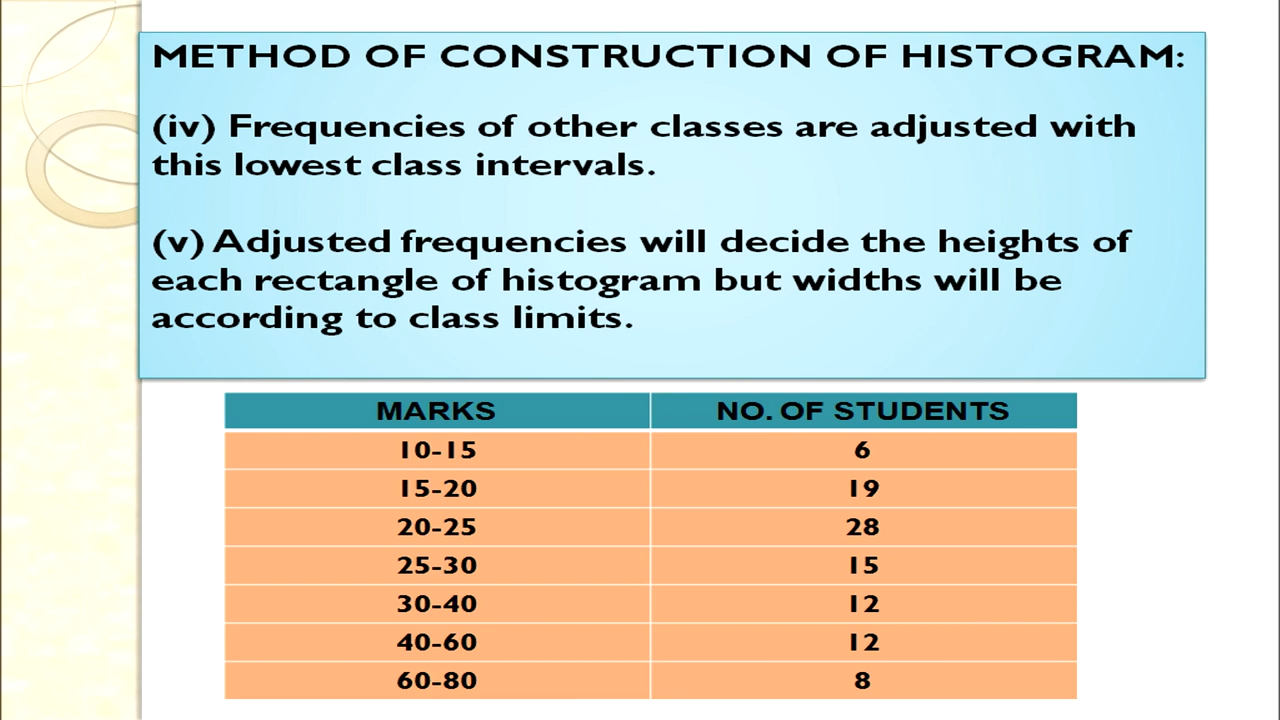 METHOD OF CONSTRUCTION OF HISTOGRAM:
(iv) Frequencies of other classes are adjusted with
this lowest class intervals.
(v) Adjusted frequencies will decide the heights of
each rectangle of histogram but widths will be
according to class limits.
MARKS NO. OF STUDENTS
10-15 6
15-20 19
20-25 28
25-30 15
30-40 12
40-60 12
60-80 8